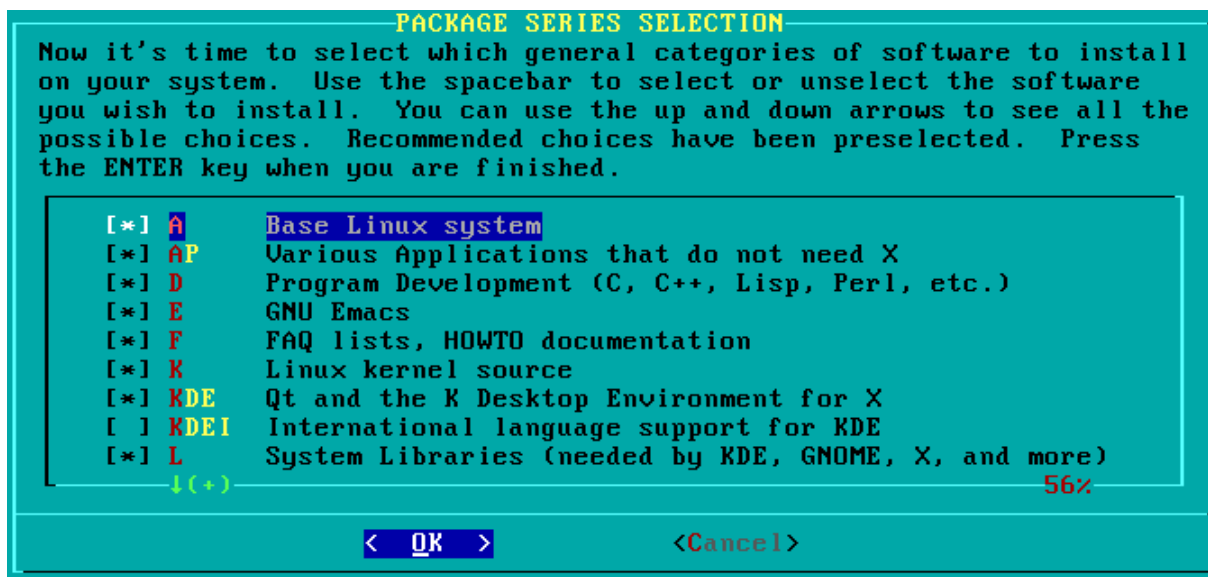 PACKAGE SERIES SELECTION
Now it's time to select which general categories of software to install
on your system.  Use the spacebar to select or unselect the software
you wish to install.  You can use the up and down arrows to see all the
possible choices.  Recommended choices have been preselected.  Press
the ENTER key when you are finished.
[*] A Base Linux system
[*] AP Various Applications that do not need X
[*] D Program Development (C, C++, Lisp, Perl, etc.)
[*] E GNU Emacs
[*] F FAQ lists, HOWTO documentation
[*] K Linux kernel source
[*] KDE Qt and the K Desktop Environment for X
[ ] KDEI International language support for KDE
[*] L System Libraries (needed by KDE, GNOME, X, and more)
↓(+) 56%
< OK > <Cancel>